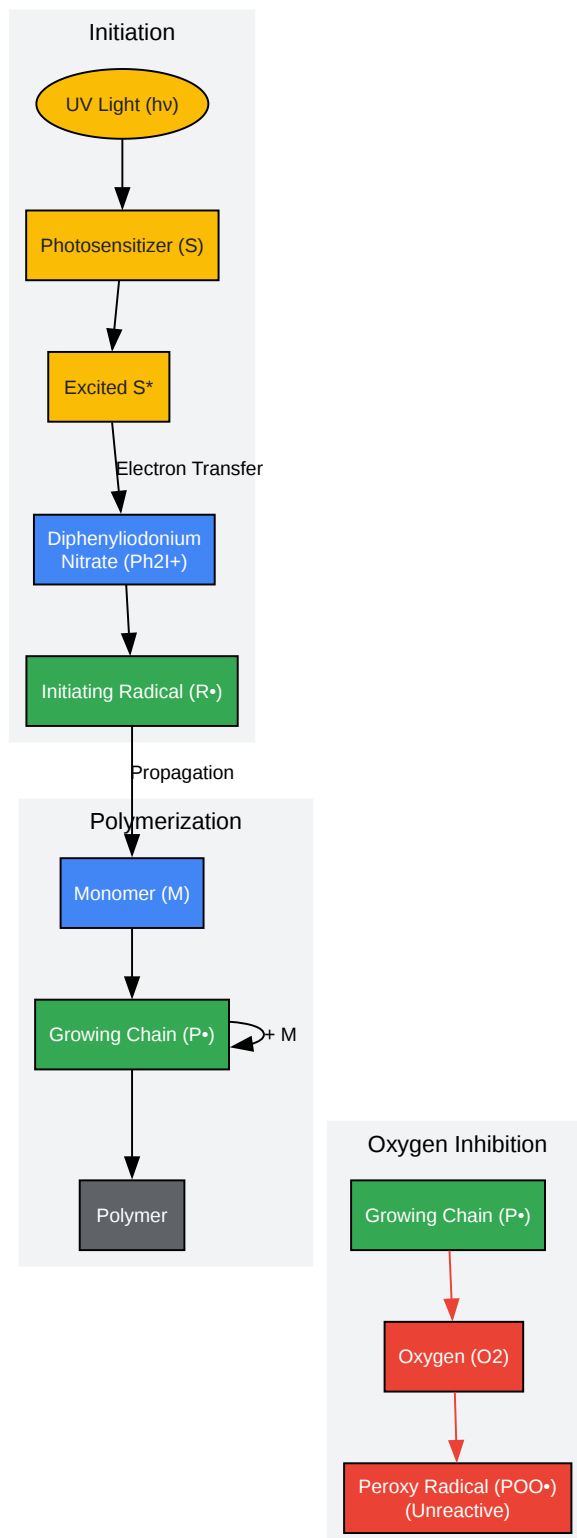 Initiation
UV Light (hν)
Photosensitizer (S)
Excited S*
Electron Transfer
Diphenyliodonium
Nitrate (Ph2I+)
Initiating Radical (R•)
Propagation
Polymerization
Monomer (M)
Growing Chain (P•)
+ M
Polymer
Oxygen Inhibition
Growing Chain (P•)
Oxygen (O2)
Peroxy Radical (POO•)
(Unreactive)